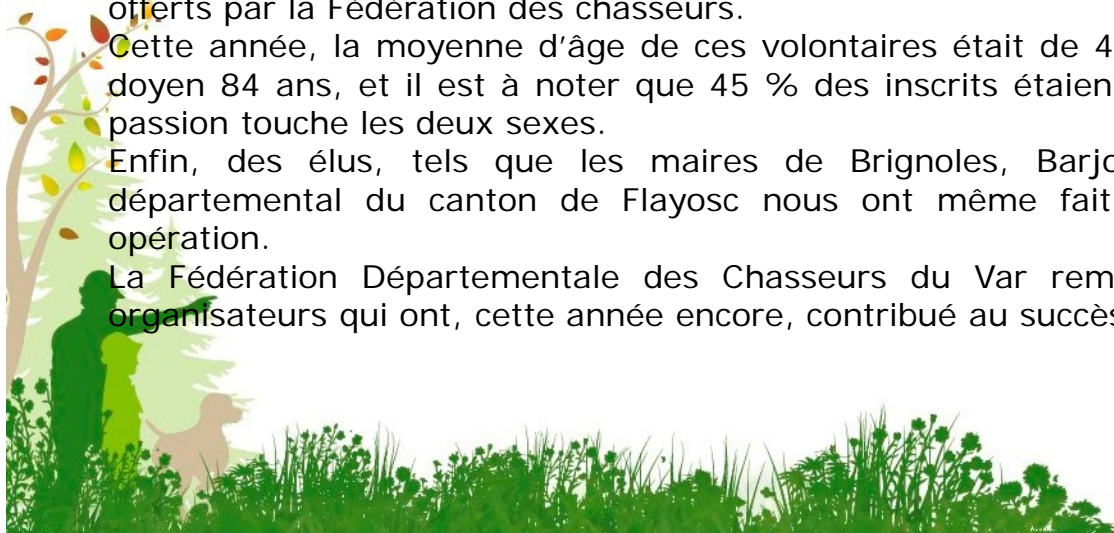 offerts par la Fédération des chasseurs.
Cette année, la moyenne d'âge de ces volontaires était de 4
doyen 84 ans, et il est à noter que 45 % des inscrits étaien
passion touche les deux sexes.
Enfin, des élus, tels que les maires de Brignoles, Barjo
départemental du canton de Flayosc nous ont même fait
opération.
La Fédération Départementale des Chasseurs du Var rem
organisateurs qui ont, cette année encore, contribué au succès